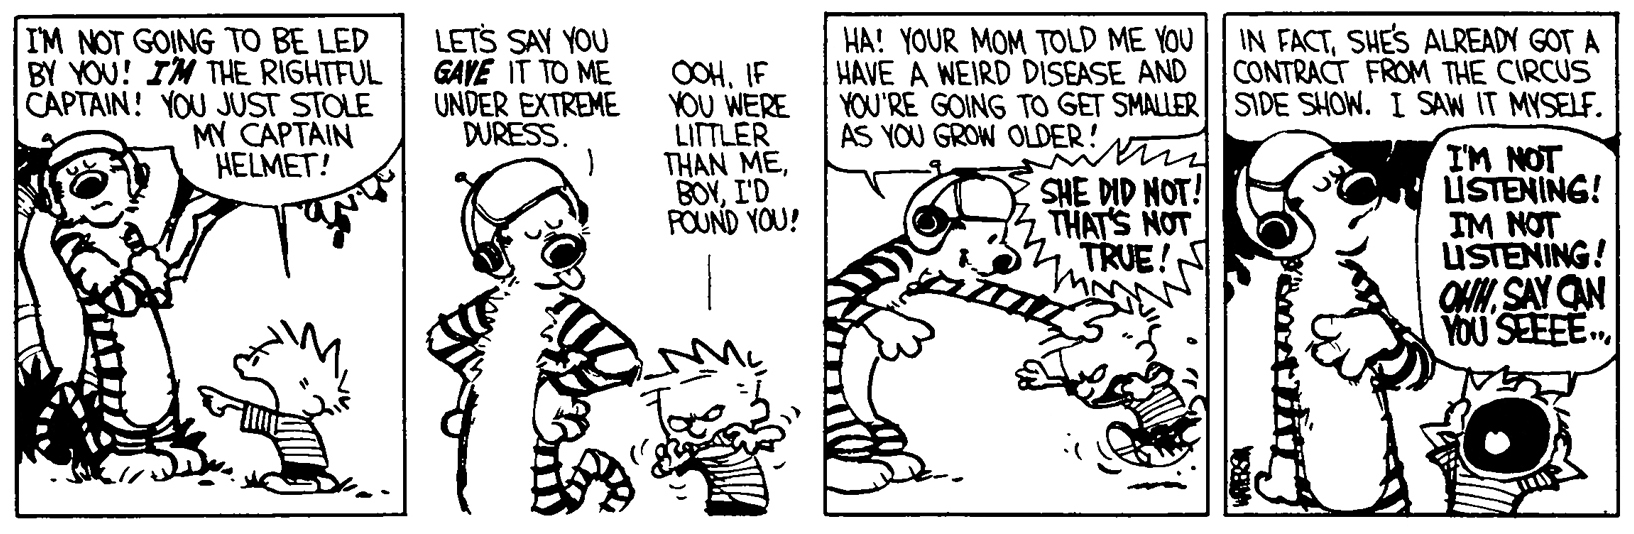 I'M NOT GOING TO BE LED
BY YOU! I'M THE RIGHTFUL
CAPTAIN! YOU JUST STOLE
MY CAPTAIN
HELMET!
LET'S SAY YOU
GAVE IT TO ME
UNDER EXTREME
DURESS.
OOH, IF
YOU WERE
LITTLER
THAN ME,
BOY, I'D
POUND YOU!
HA! YOUR MOM TOLD ME YOU
HAVE A WEIRD DISEASE AND
YOU'RE GOING TO GET SMALLER
AS YOU GROW OLDER!
SHE DID NOT!
THAT'S NOT
TRUE!
IN FACT, SHE'S ALREADY GOT A
CONTRACT FROM THE CIRCUS
SIDE SHOW. I SAW IT MYSELF.
I'M NOT
LISTENING!
I'M NOT
LISTENING!
OHH, SAY CAN
YOU SEEEE...
WATTERSON